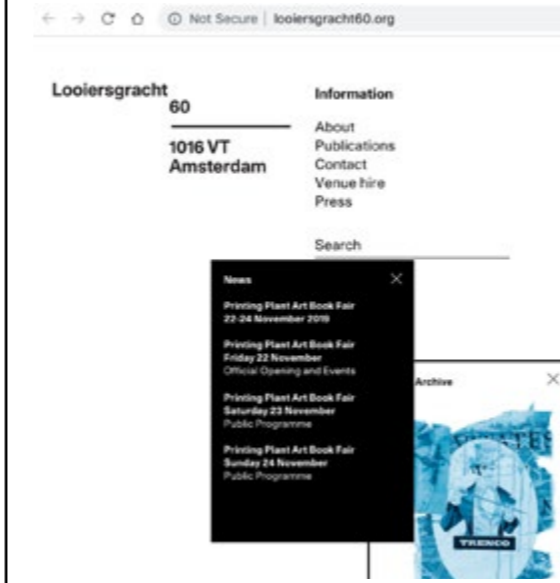 Not Secure | looiersgracht60.org
Looiersgracht
60
1016 VT
Amsterdam
Information
About
Publications
Contact
Venue hire
Press
Search
News
Printing Plant Art Book Fair
22-24 November 2019
Printing Plant Art Book Fair
Friday 22 November
Official Opening and Events
Printing Plant Art Book Fair
Saturday 23 November
Public Programme
Printing Plant Art Book Fair
Sunday 24 November
Public Programme
Archive
TRENCO